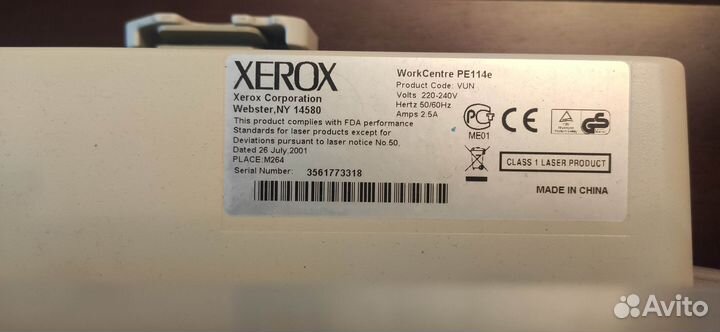 XEROX
Xerox Corporation
Webster,NY 14580
This product complies with FDA performance
Standards for laser products except for
Deviations pursuant to laser notice No.50,
Dated 26 July,2001
PLACE:M264
Serial Number: 3561773318
WorkCentre PE114e
Product Code: VUN
Volts 220-240V
Hertz 50/60Hz
Amps 2.5A
ME01
CE
GS
CLASS 1 LASER PRODUCT
MADE IN CHINA
Avito